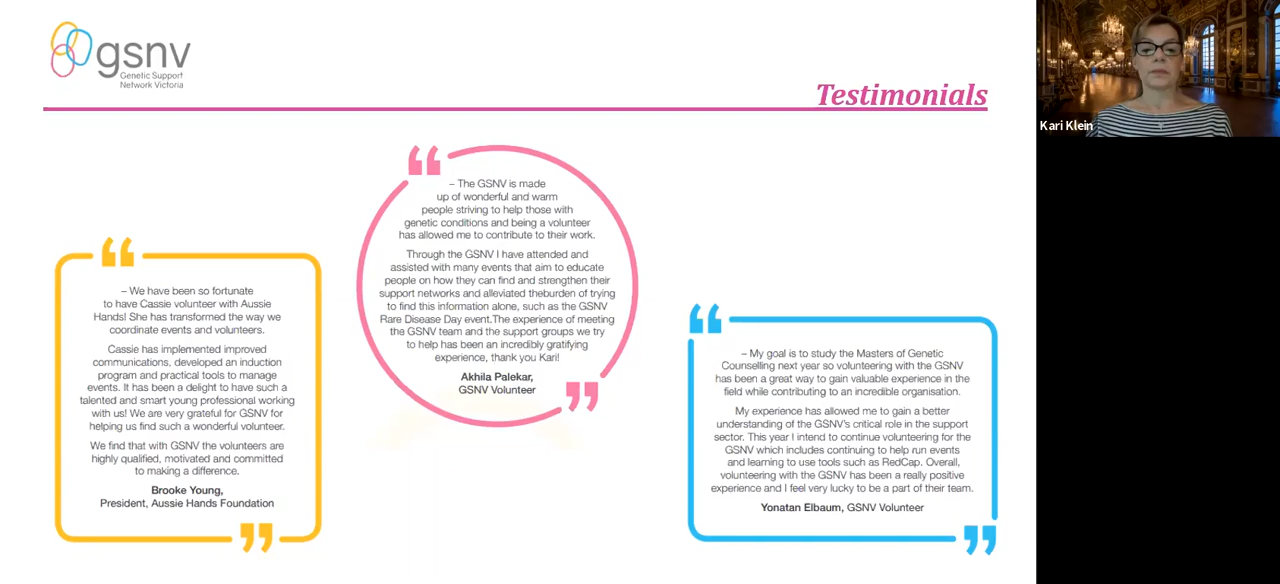 gsnv
Genetic Support
Network Victoria
Testimonials
Kari Klein
– We have been so fortunate
to have Cassie volunteer with Aussie
Hands! She has transformed the way we
coordinate events and volunteers.
Cassie has implemented improved
communications, developed an induction
program and practical tools to manage
events. It has been a delight to have such a
talented and smart young professional working
with us! We are very grateful for GSNV for
helping us find such a wonderful volunteer.
We find that with GSNV the volunteers are
highly qualified, motivated and committed
to making a difference.
Brooke Young,
President, Aussie Hands Foundation
– The GSNV is made
up of wonderful and warm
people striving to help those with
genetic conditions and being a volunteer
has allowed me to contribute to their work.
Through the GSNV I have attended and
assisted with many events that aim to educate
people on how they can find and strengthen their
support networks and alleviated theburden of trying
to find this information alone, such as the GSNV
Rare Disease Day event.The experience of meeting
the GSNV team and the support groups we try
to help has been an incredibly gratifying
experience, thank you Kari!
Akhila Palekar,
GSNV Volunteer
– My goal is to study the Masters of Genetic
Counselling next year so volunteering with the GSNV
has been a great way to gain valuable experience in the
field while contributing to an incredible organisation.
My experience has allowed me to gain a better
understanding of the GSNV's critical role in the support
sector. This year I intend to continue volunteering for the
GSNV which includes continuing to help run events
and learning to use tools such as RedCap. Overall,
volunteering with the GSNV has been a really positive
experience and I feel very lucky to be a part of their team.
Yonatan Elbaum, GSNV Volunteer